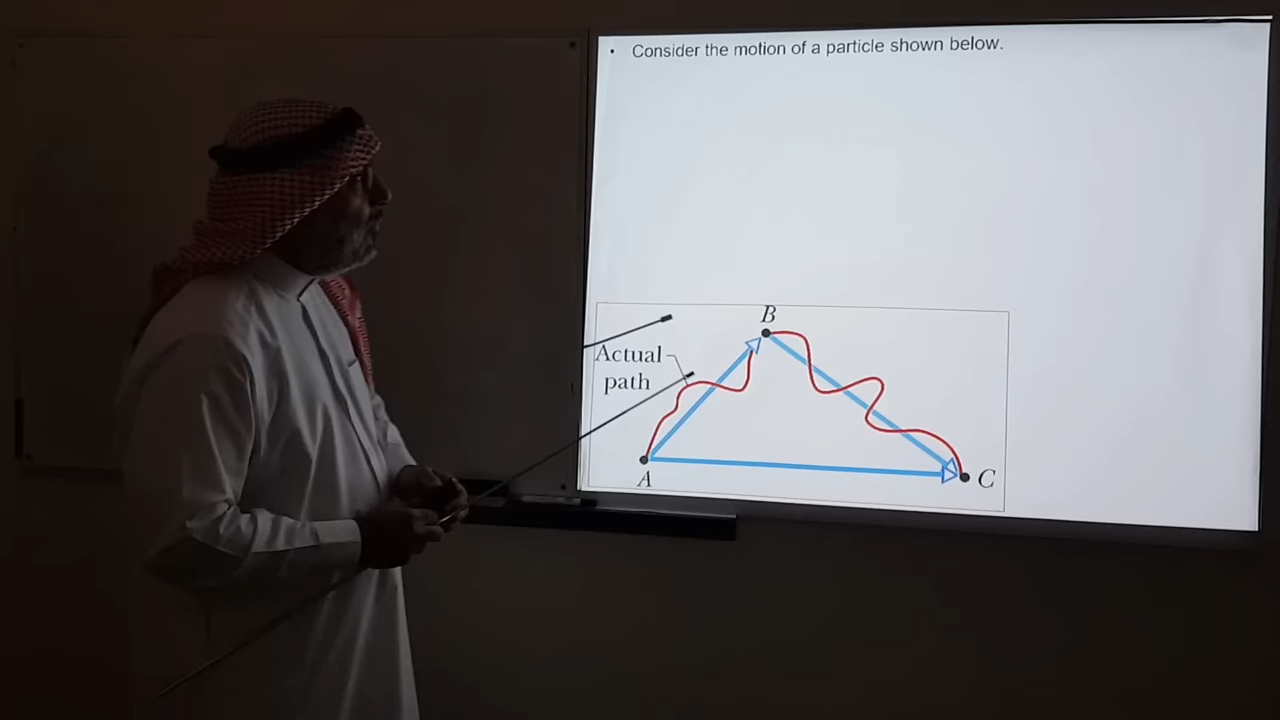 • Consider the motion of a particle shown below.
B
Actual
path
A
C